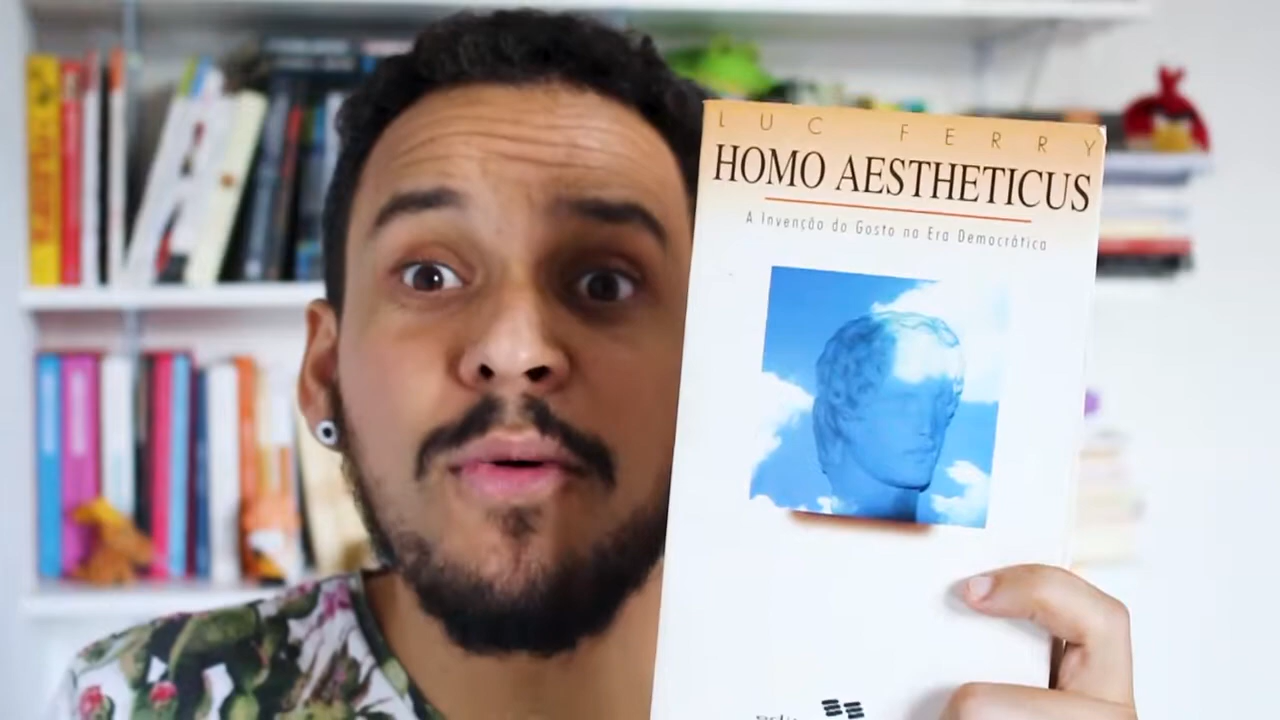 LUC FERRY
HOMO AESTHETICUS
A Invenção do Gosto na Era Democrática